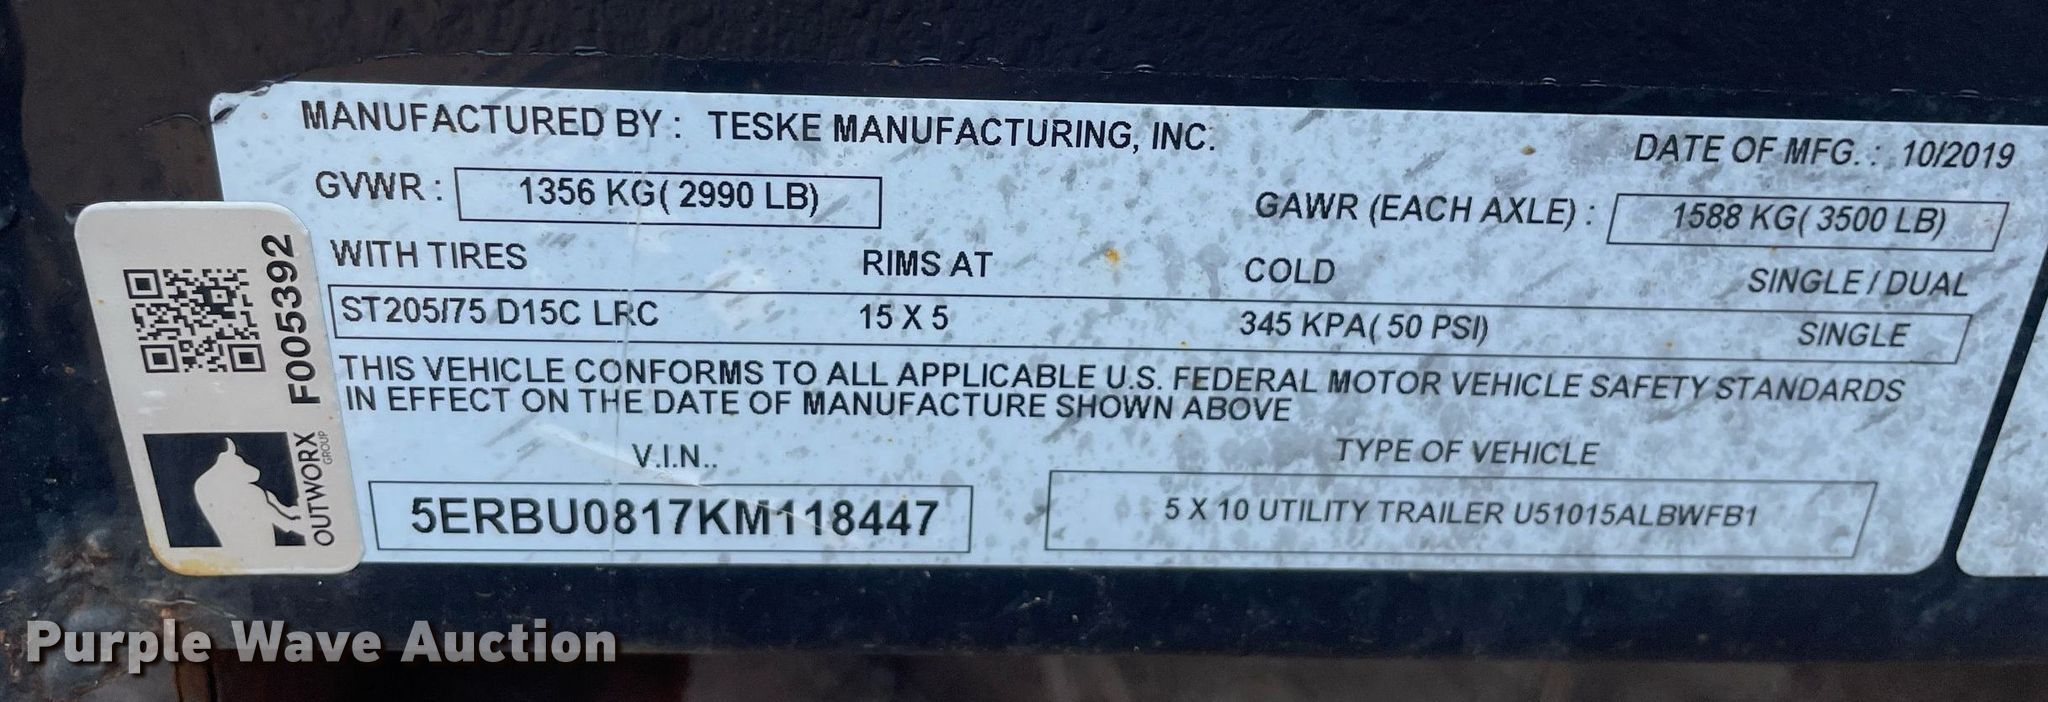 MANUFACTURED BY : TESKE MANUFACTURING, INC.
DATE OF MFG. : 10/2019
GVWR : 1356 KG( 2990 LB)
GAWR (EACH AXLE) : 1588 KG( 3500 LB)
WITH TIRES RIMS AT COLD SINGLE / DUAL
ST205/75 D15C LRC 15 X 5 345 KPA( 50 PSI) SINGLE
THIS VEHICLE CONFORMS TO ALL APPLICABLE U.S. FEDERAL MOTOR VEHICLE SAFETY STANDARDS
IN EFFECT ON THE DATE OF MANUFACTURE SHOWN ABOVE
V.I.N..
TYPE OF VEHICLE
5ERBU0817KM118447
5 X 10 UTILITY TRAILER U51015ALBWFB1
F005392
OUTWORX
GROUP
Purple Wave Auction